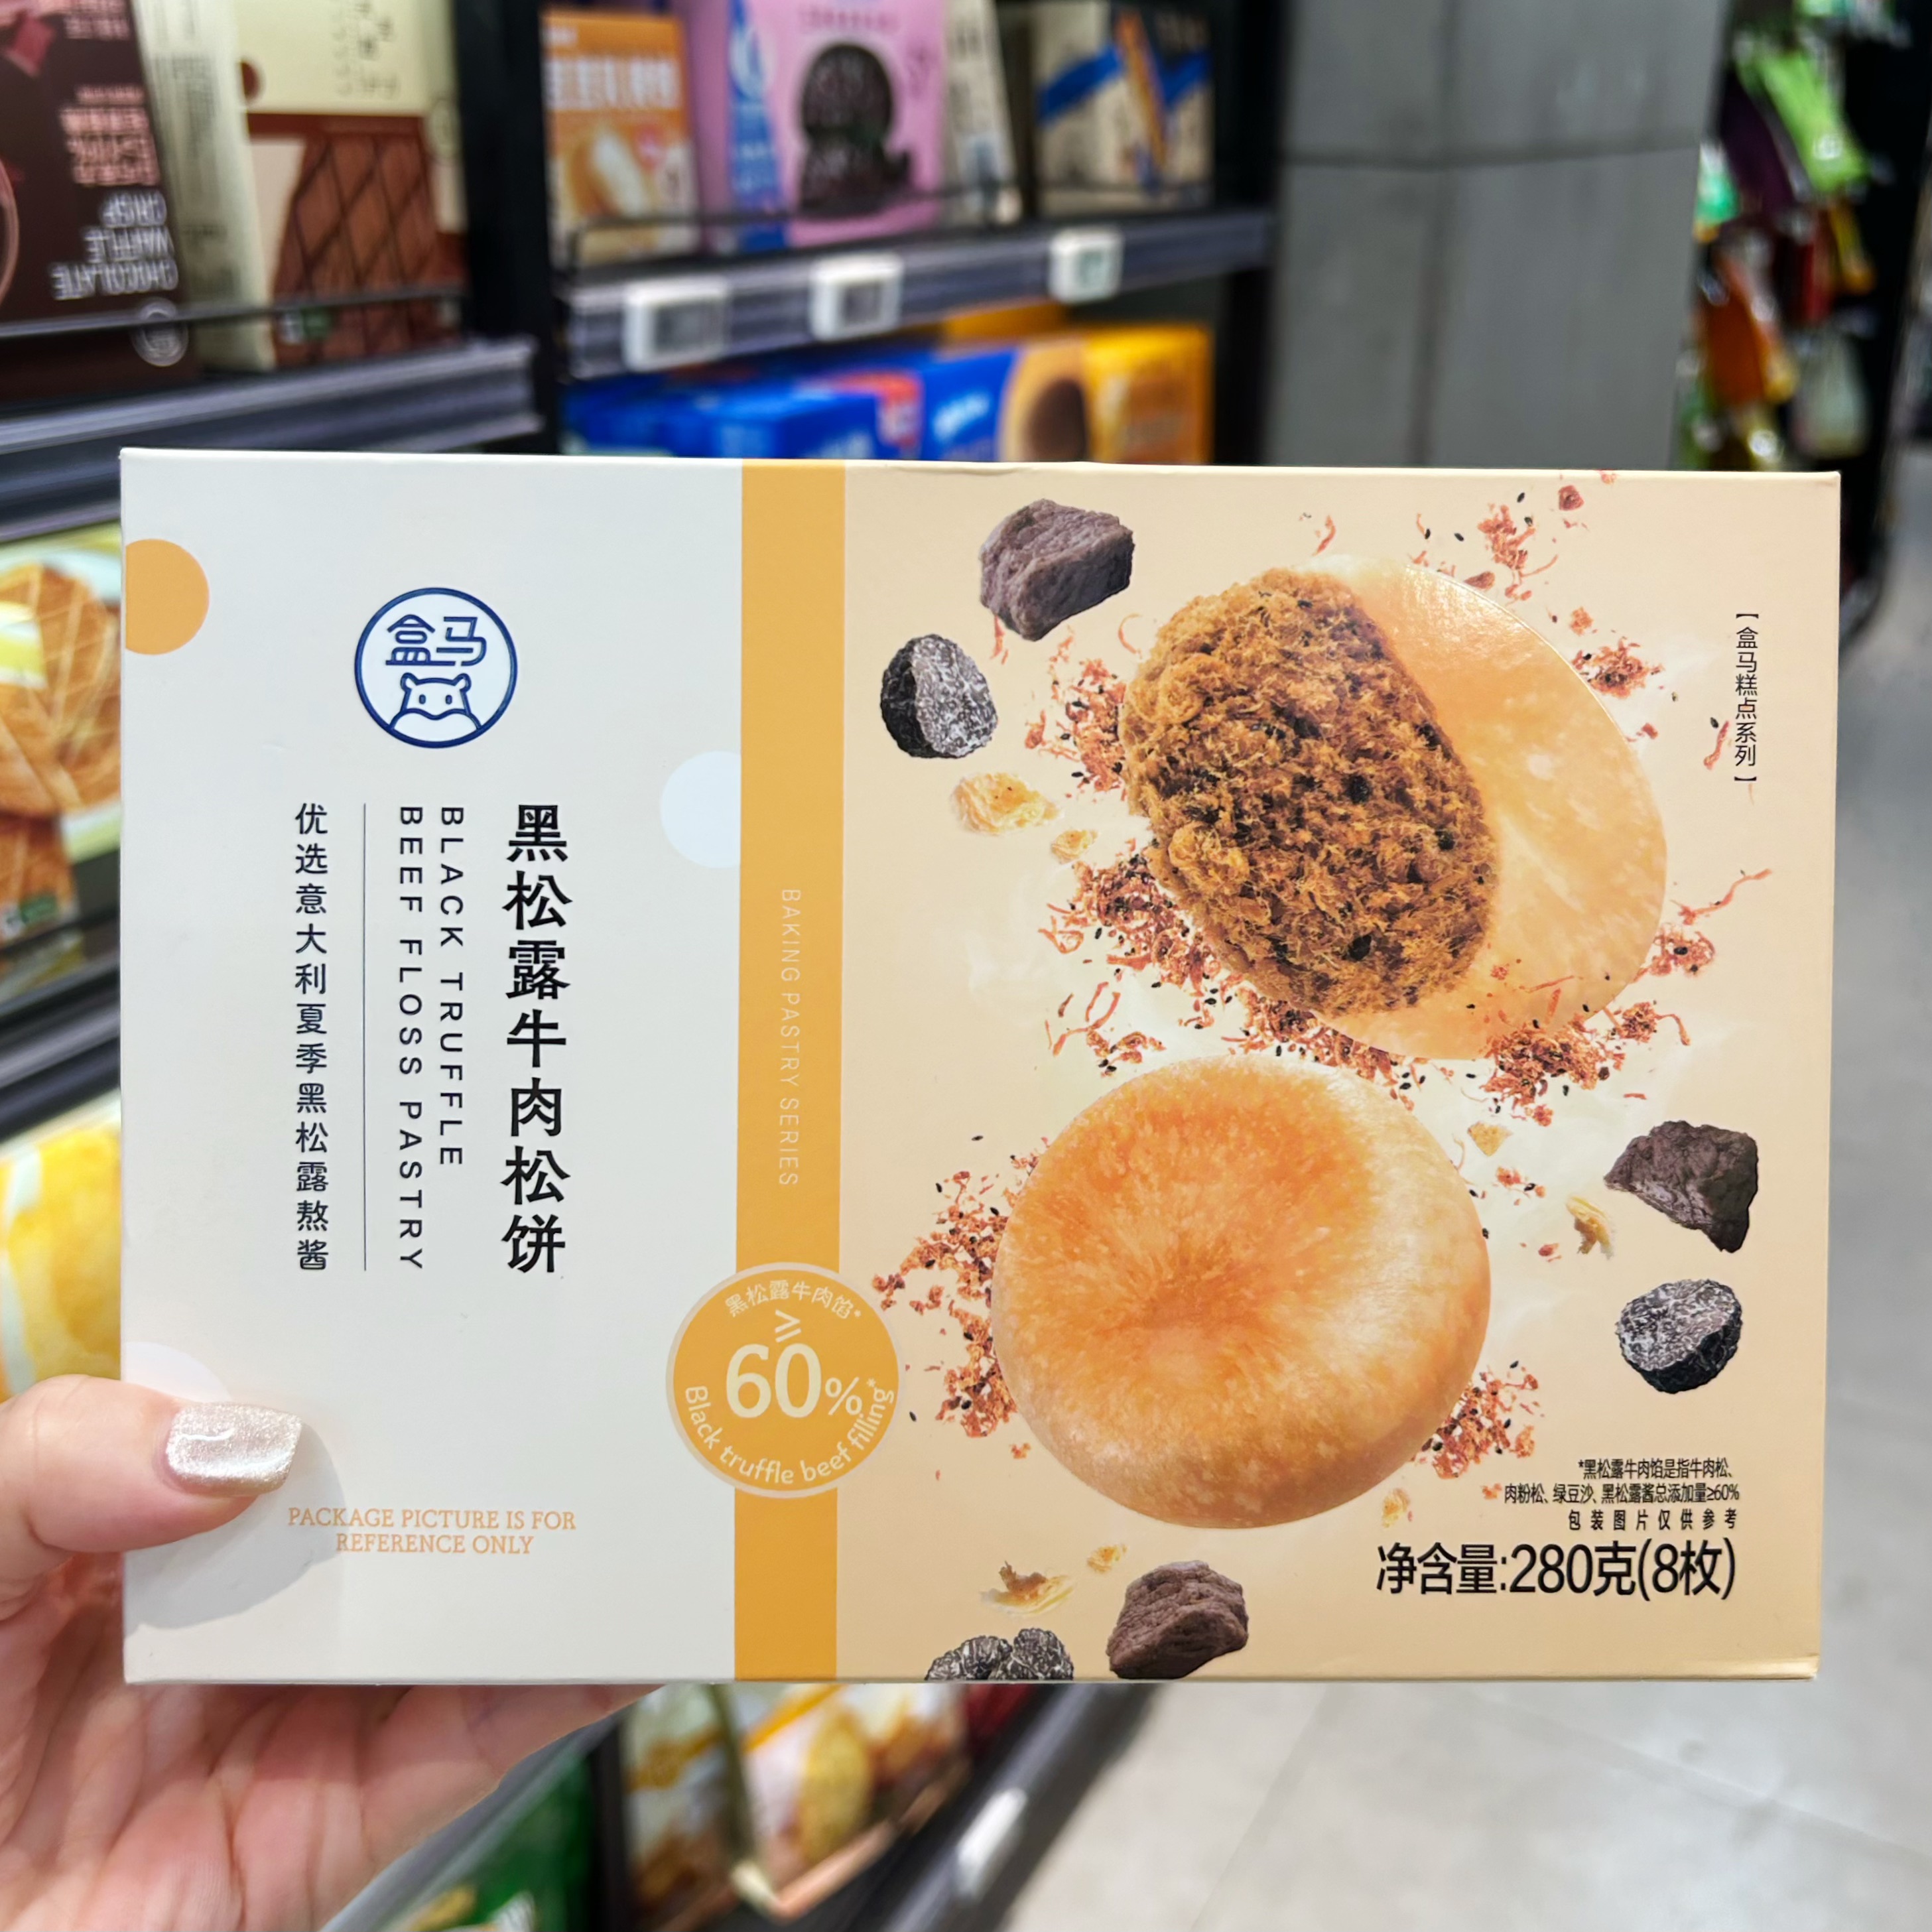 CHOCOLATE
WAFFLE
CRISP
盒马
黑松露牛肉松饼
BLACK TRUFFLE
BEEF FLOSS PASTRY
优选意大利夏季黑松露熬酱
BAKING PASTRY SERIES
黑松露牛肉馅*
≥
60%*
Black truffle beef filling
PACKAGE PICTURE IS FOR
REFERENCE ONLY
【盒马糕点系列】
*黑松露牛肉馅是指牛肉松、
肉粉松、绿豆沙、黑松露酱总添加量≥60%
包装图片仅供参考
净含量:280克(8枚)